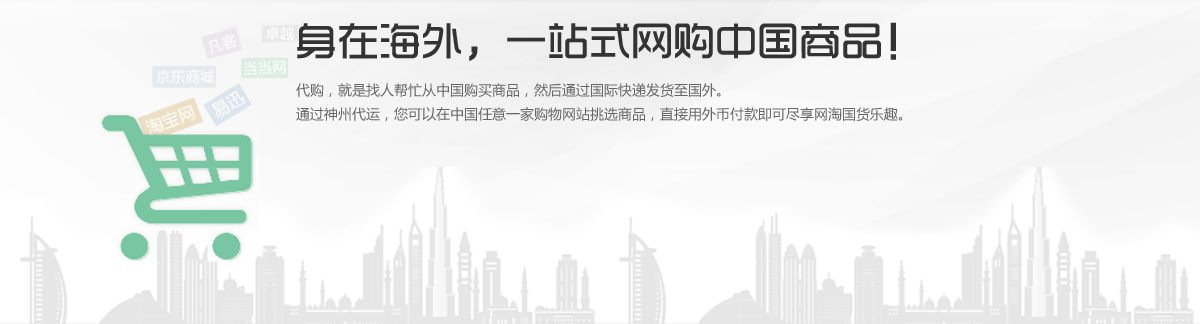 身在海外，一站式网购中国商品！
代购，就是找人帮忙从中国购买商品，然后通过国际快递发货至国外。
通过神州代运，您可以在中国任意一家购物网站挑选商品，直接用外币付款即可尽享网淘国货乐趣。
卓越
凡客
当当网
京东商城
易迅
淘宝网